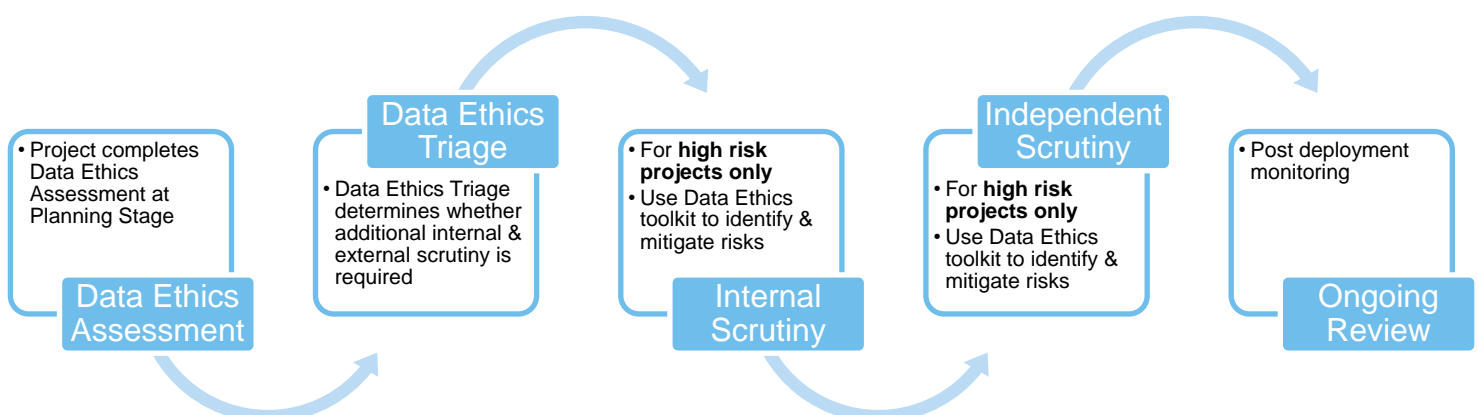 • Project completes
Data Ethics
Assessment at
Planning Stage
Data Ethics
Assessment
Data Ethics
Triage
• Data Ethics Triage
determines whether
additional internal &
external scrutiny is
required
• For high risk
projects only
• Use Data Ethics
toolkit to identify &
mitigate risks
Internal
Scrutiny
Independent
Scrutiny
• For high risk
projects only
• Use Data Ethics
toolkit to identify &
mitigate risks
• Post deployment
monitoring
Ongoing
Review